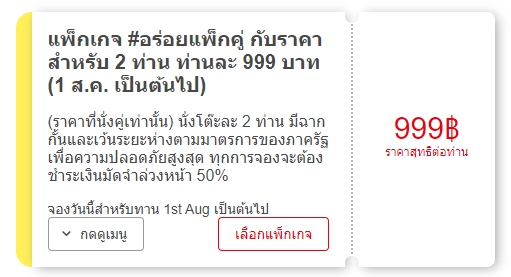 แพ็กเกจ #อร่อยแพ็กคู่ กับราคา
สำหรับ 2 ท่าน ท่านละ 999 บาท
(1 ส.ค. เป็นต้นไป)
(ราคาที่นั่งคู่เท่านั้น) นั่งโต๊ะละ 2 ท่าน มีฉาก
กั้นและเว้นระยะห่างตามมาตรการของภาครัฐ
เพื่อความปลอดภัยสูงสุด ทุกการจองจะต้อง
ชำระเงินมัดจำล่วงหน้า 50%
จองวันนี้สำหรับทาน 1st Aug เป็นต้นไป
กดดูเมนู
เลือกแพ็กเกจ
999฿
ราคาสุทธิต่อท่าน